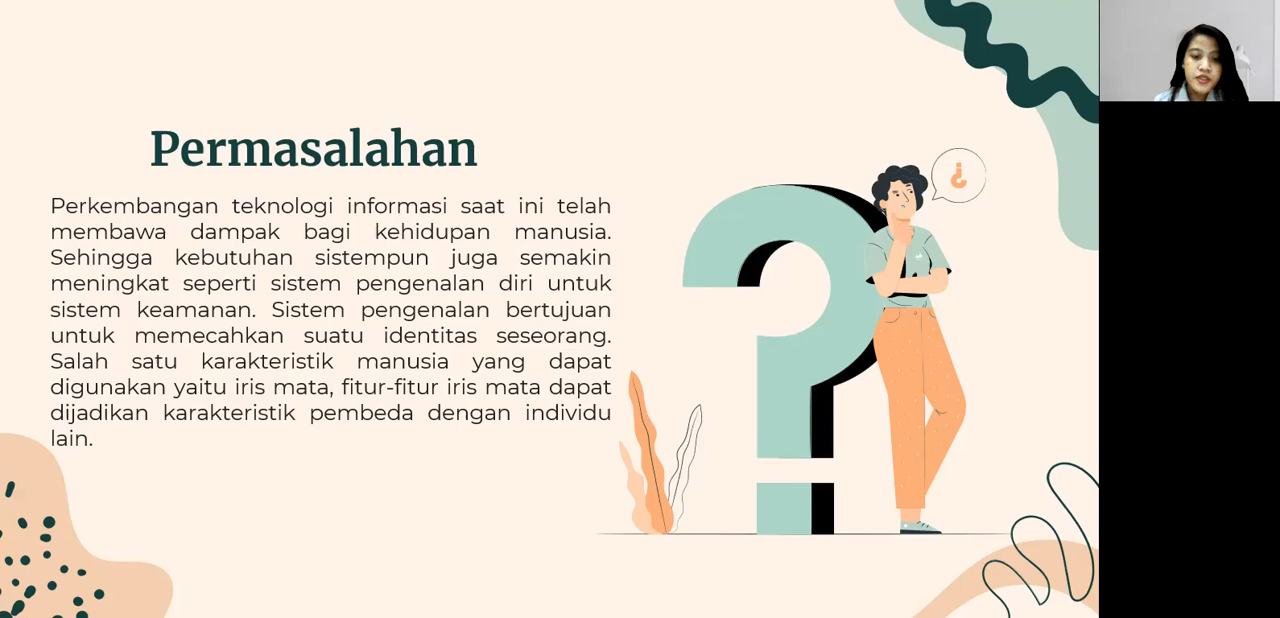 Permasalahan
Perkembangan teknologi informasi saat ini telah
membawa dampak bagi kehidupan manusia.
Sehingga kebutuhan sistempun juga semakin
meningkat seperti sistem pengenalan diri untuk
sistem keamanan. Sistem pengenalan bertujuan
untuk memecahkan suatu identitas seseorang.
Salah satu karakteristik manusia yang dapat
digunakan yaitu iris mata, fitur-fitur iris mata dapat
dijadikan karakteristik pembeda dengan individu
lain.